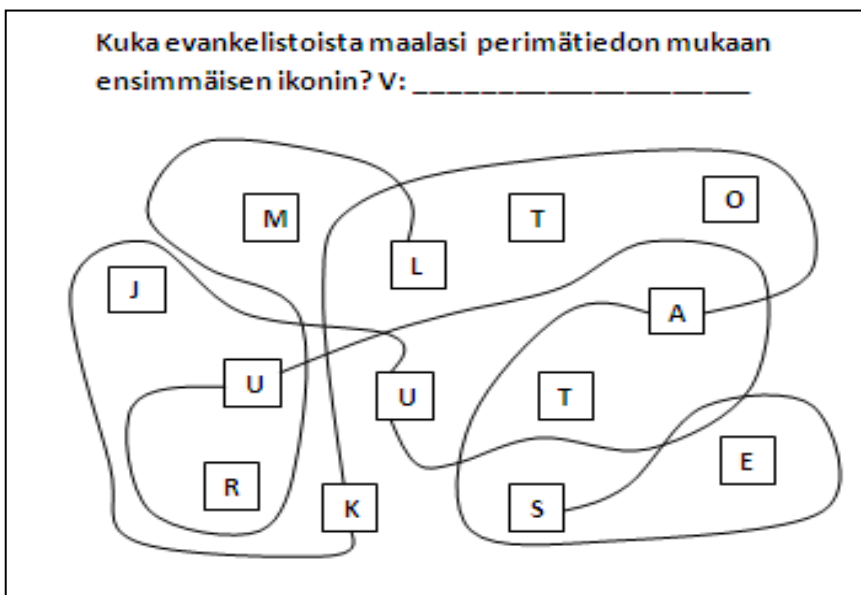 Kuka evankelistoista maalasi perimätiedon mukaan
ensimmäisen ikonin? V: ______________________
M T O
L
J A
U U T
R K S E